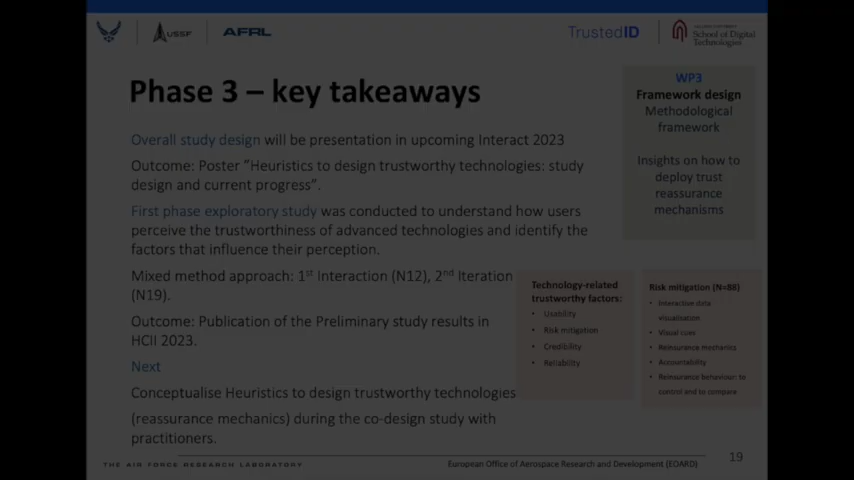 USSF
AFRL
TrustedID
School of Digital
Technologies
Phase 3 – key takeaways
WP3
Framework design
Methodological
framework
Insights on how to
deploy trust
reassurance
mechanisms
Overall study design will be presentation in upcoming Interact 2023
Outcome: Poster “Heuristics to design trustworthy technologies: study
design and current progress”.
First phase exploratory study was conducted to understand how users
perceive the trustworthiness of advanced technologies and identify the
factors that influence their perception.
Mixed method approach: 1st Interaction (N12), 2nd Iteration
(N19).
Outcome: Publication of the Preliminary study results in
HCII 2023.
Next
Conceptualise Heuristics to design trustworthy technologies
(reassurance mechanics) during the co-design study with
practitioners.
Technology-related
trustworthy factors:
• Usability
• Risk mitigation
• Credibility
• Reliability
Risk mitigation (N=88)
• Interactive data
visualisation
• Visual cues
• Reinsurance mechanics
• Accountability
• Reinsurance behaviour: to
control and to compare
THE AIR FORCE RESEARCH LABORATORY
European Office of Aerospace Research and Development (EOARD)
19